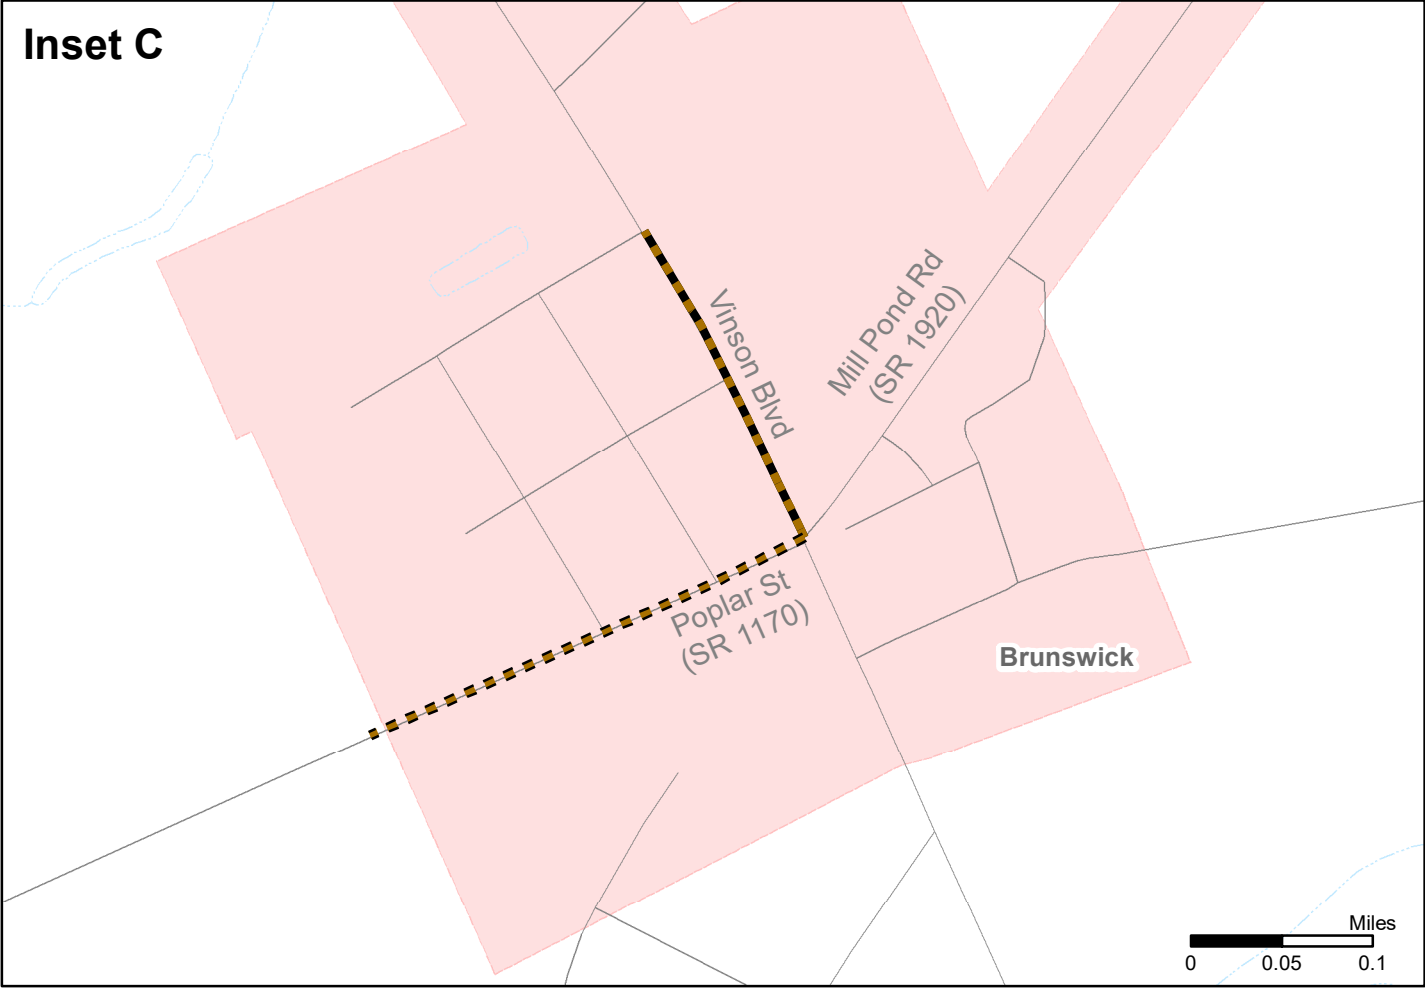 Inset C
Vinson Blvd
Mill Pond Rd
(SR 1920)
Poplar St
(SR 1170)
Brunswick
Miles
0 0.05 0.1